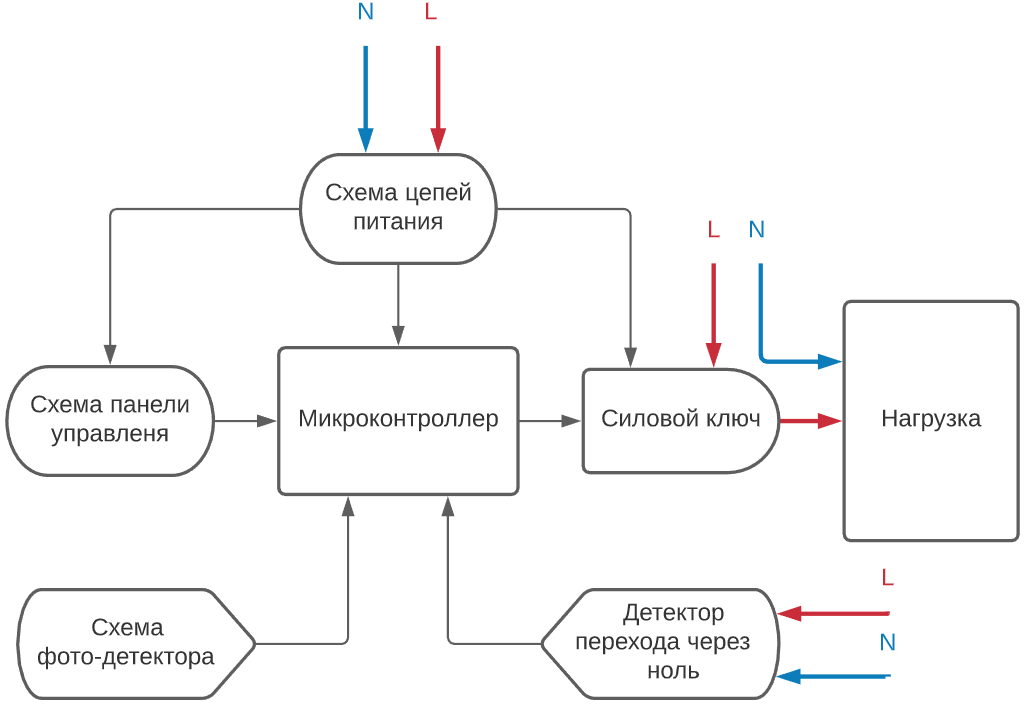 N L
Схема цепей
питания
L N
Схема панели
управленя
Микроконтроллер
Силовой ключ
Нагрузка
L
Схема
фото-детектора
Детектор
перехода через
ноль
N